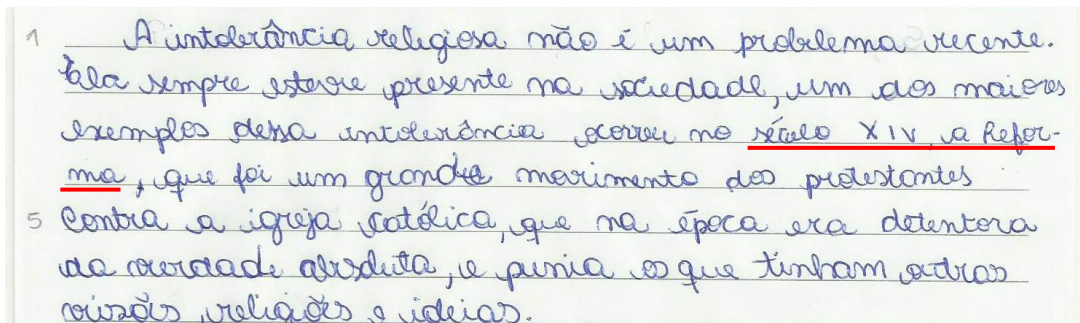 1 A intolerância religiosa não é um problema recente.
Ela sempre esteve presente na sociedade, um dos maiores
exemplos dessa intolerância ocorreu no século XIV, a Refor-
ma, que foi um grande movimento dos protestantes
5 Contra a igreja católica, que na época era detentora
da verdade absoluta, e punia os que tinham outras
visões, religiões e ideias.